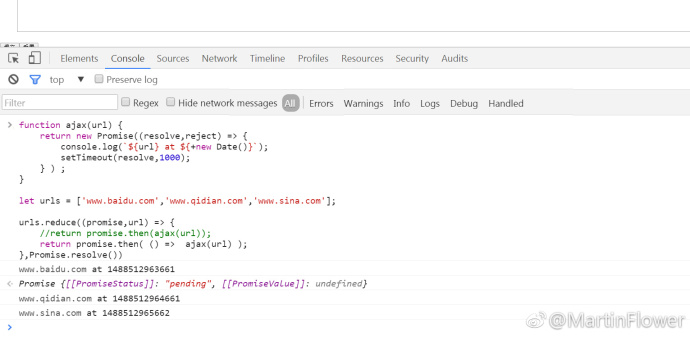 Elements Console Sources Network Timeline Profiles Resources Security Audits
top Preserve log
Filter Regex Hide network messages All Errors Warnings Info Logs Debug Handled
> function ajax(url) {
return new Promise((resolve,reject) => {
console.log(`${url} at ${+new Date()}`);
setTimeout(resolve,1000);
} ) ;
}
let urls = ['www.baidu.com','www.qidian.com','www.sina.com'];
urls.reduce((promise,url) => {
//return promise.then(ajax(url));
return promise.then( () => ajax(url) );
},Promise.resolve())
www.baidu.com at 1488512963661
Promise {[[PromiseStatus]]: "pending", [[PromiseValue]]: undefined}
www.qidian.com at 1488512964661
www.sina.com at 1488512965662
>
@MartinFlower